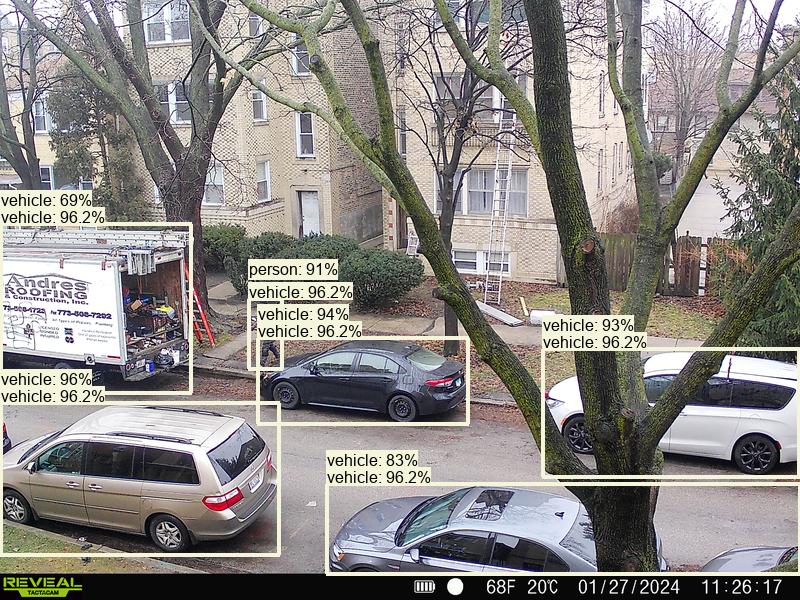 vehicle: 69%
vehicle: 96.2%
person: 91%
vehicle: 96.2%
vehicle: 94%
vehicle: 96.2%
vehicle: 93%
vehicle: 96.2%
Andres
ROOFING
Construction, Inc.
773-508-7292
vehicle: 96%
vehicle: 96.2%
vehicle: 83%
vehicle: 96.2%
REVEAL
TACTACAM
68F 20°C 01/27/2024 11:26:17